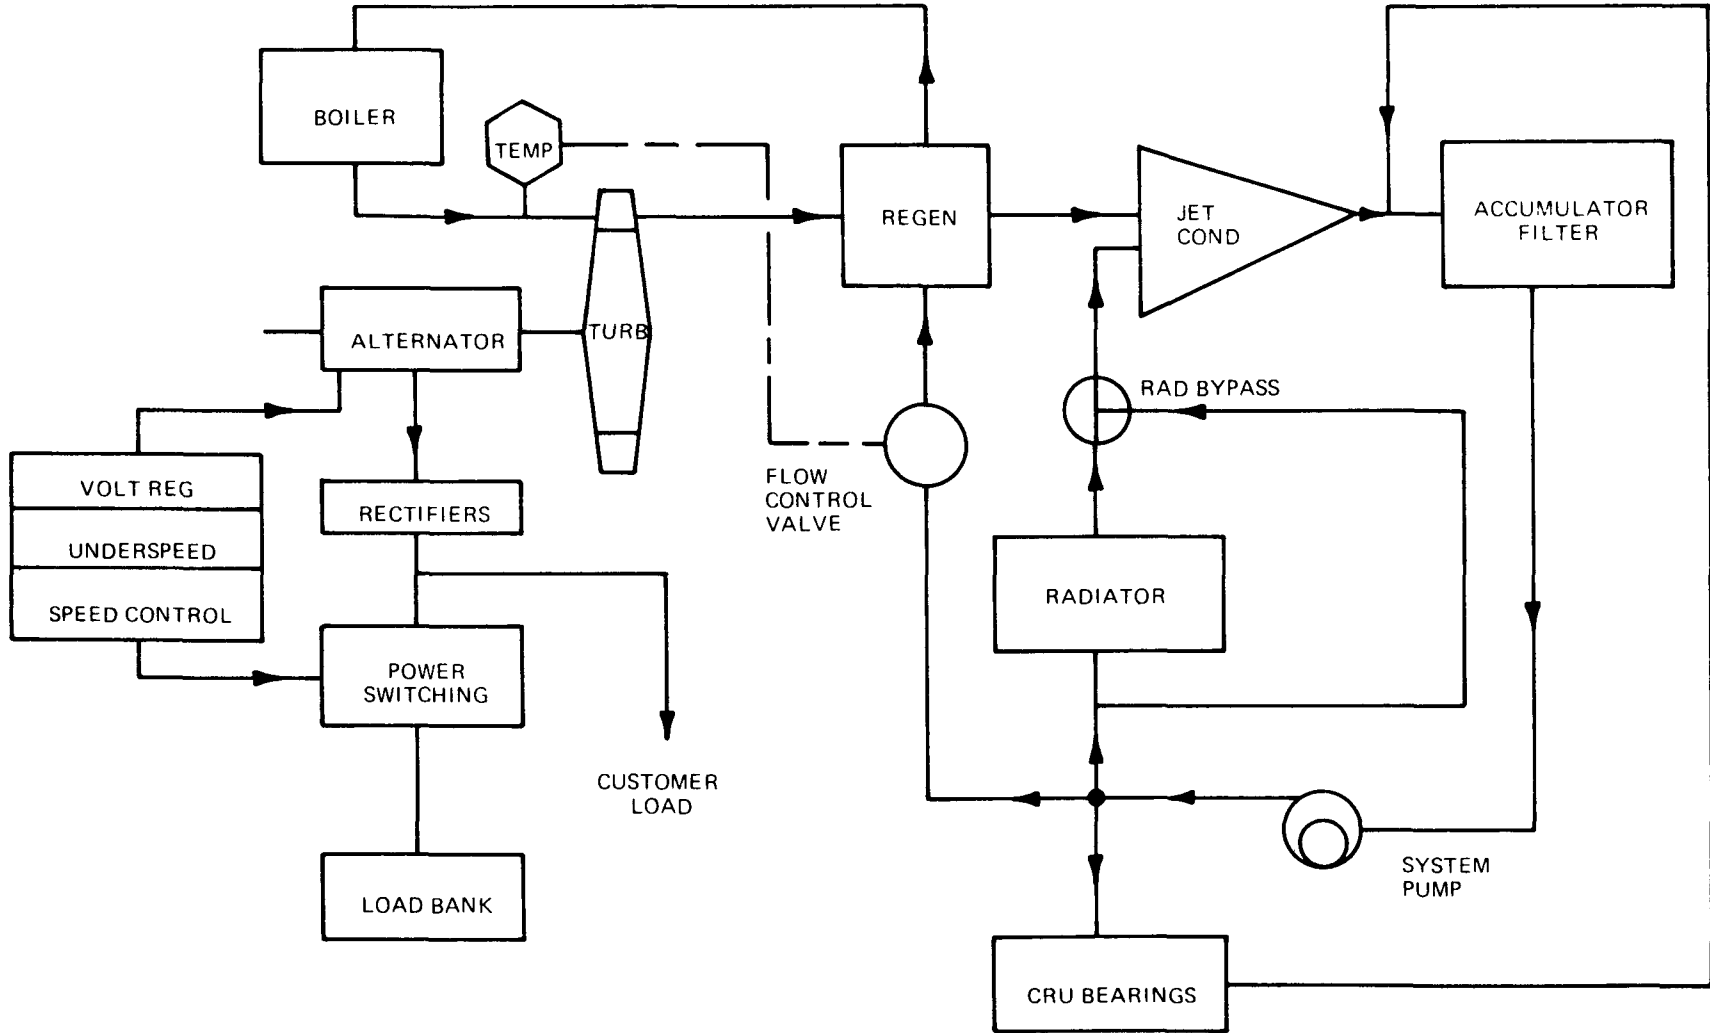 BOILER
TEMP
REGEN
JET
COND
ACCUMULATOR
FILTER
ALTERNATOR
TURB
RAD BYPASS
VOLT REG
UNDERSPEED
SPEED CONTROL
RECTIFIERS
FLOW
CONTROL
VALVE
RADIATOR
POWER
SWITCHING
CUSTOMER
LOAD
SYSTEM
PUMP
LOAD BANK
CRU BEARINGS